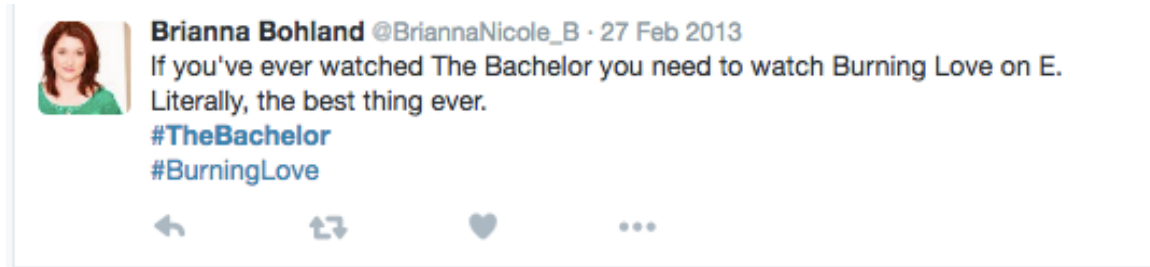 Brianna Bohland @BriannaNicole_B · 27 Feb 2013
If you've ever watched The Bachelor you need to watch Burning Love on E.
Literally, the best thing ever.
#TheBachelor
#BurningLove